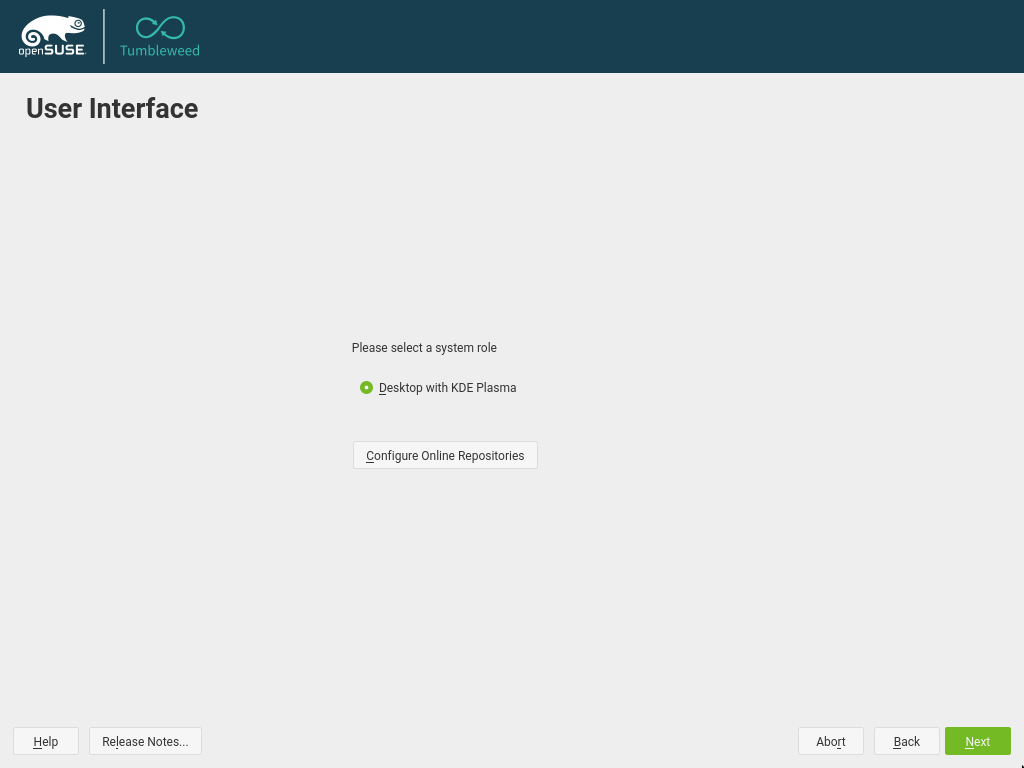 openSUSE
Tumbleweed
User Interface
Please select a system role
Desktop with KDE Plasma
Configure Online Repositories
Help
Release Notes...
Abort
Back
Next